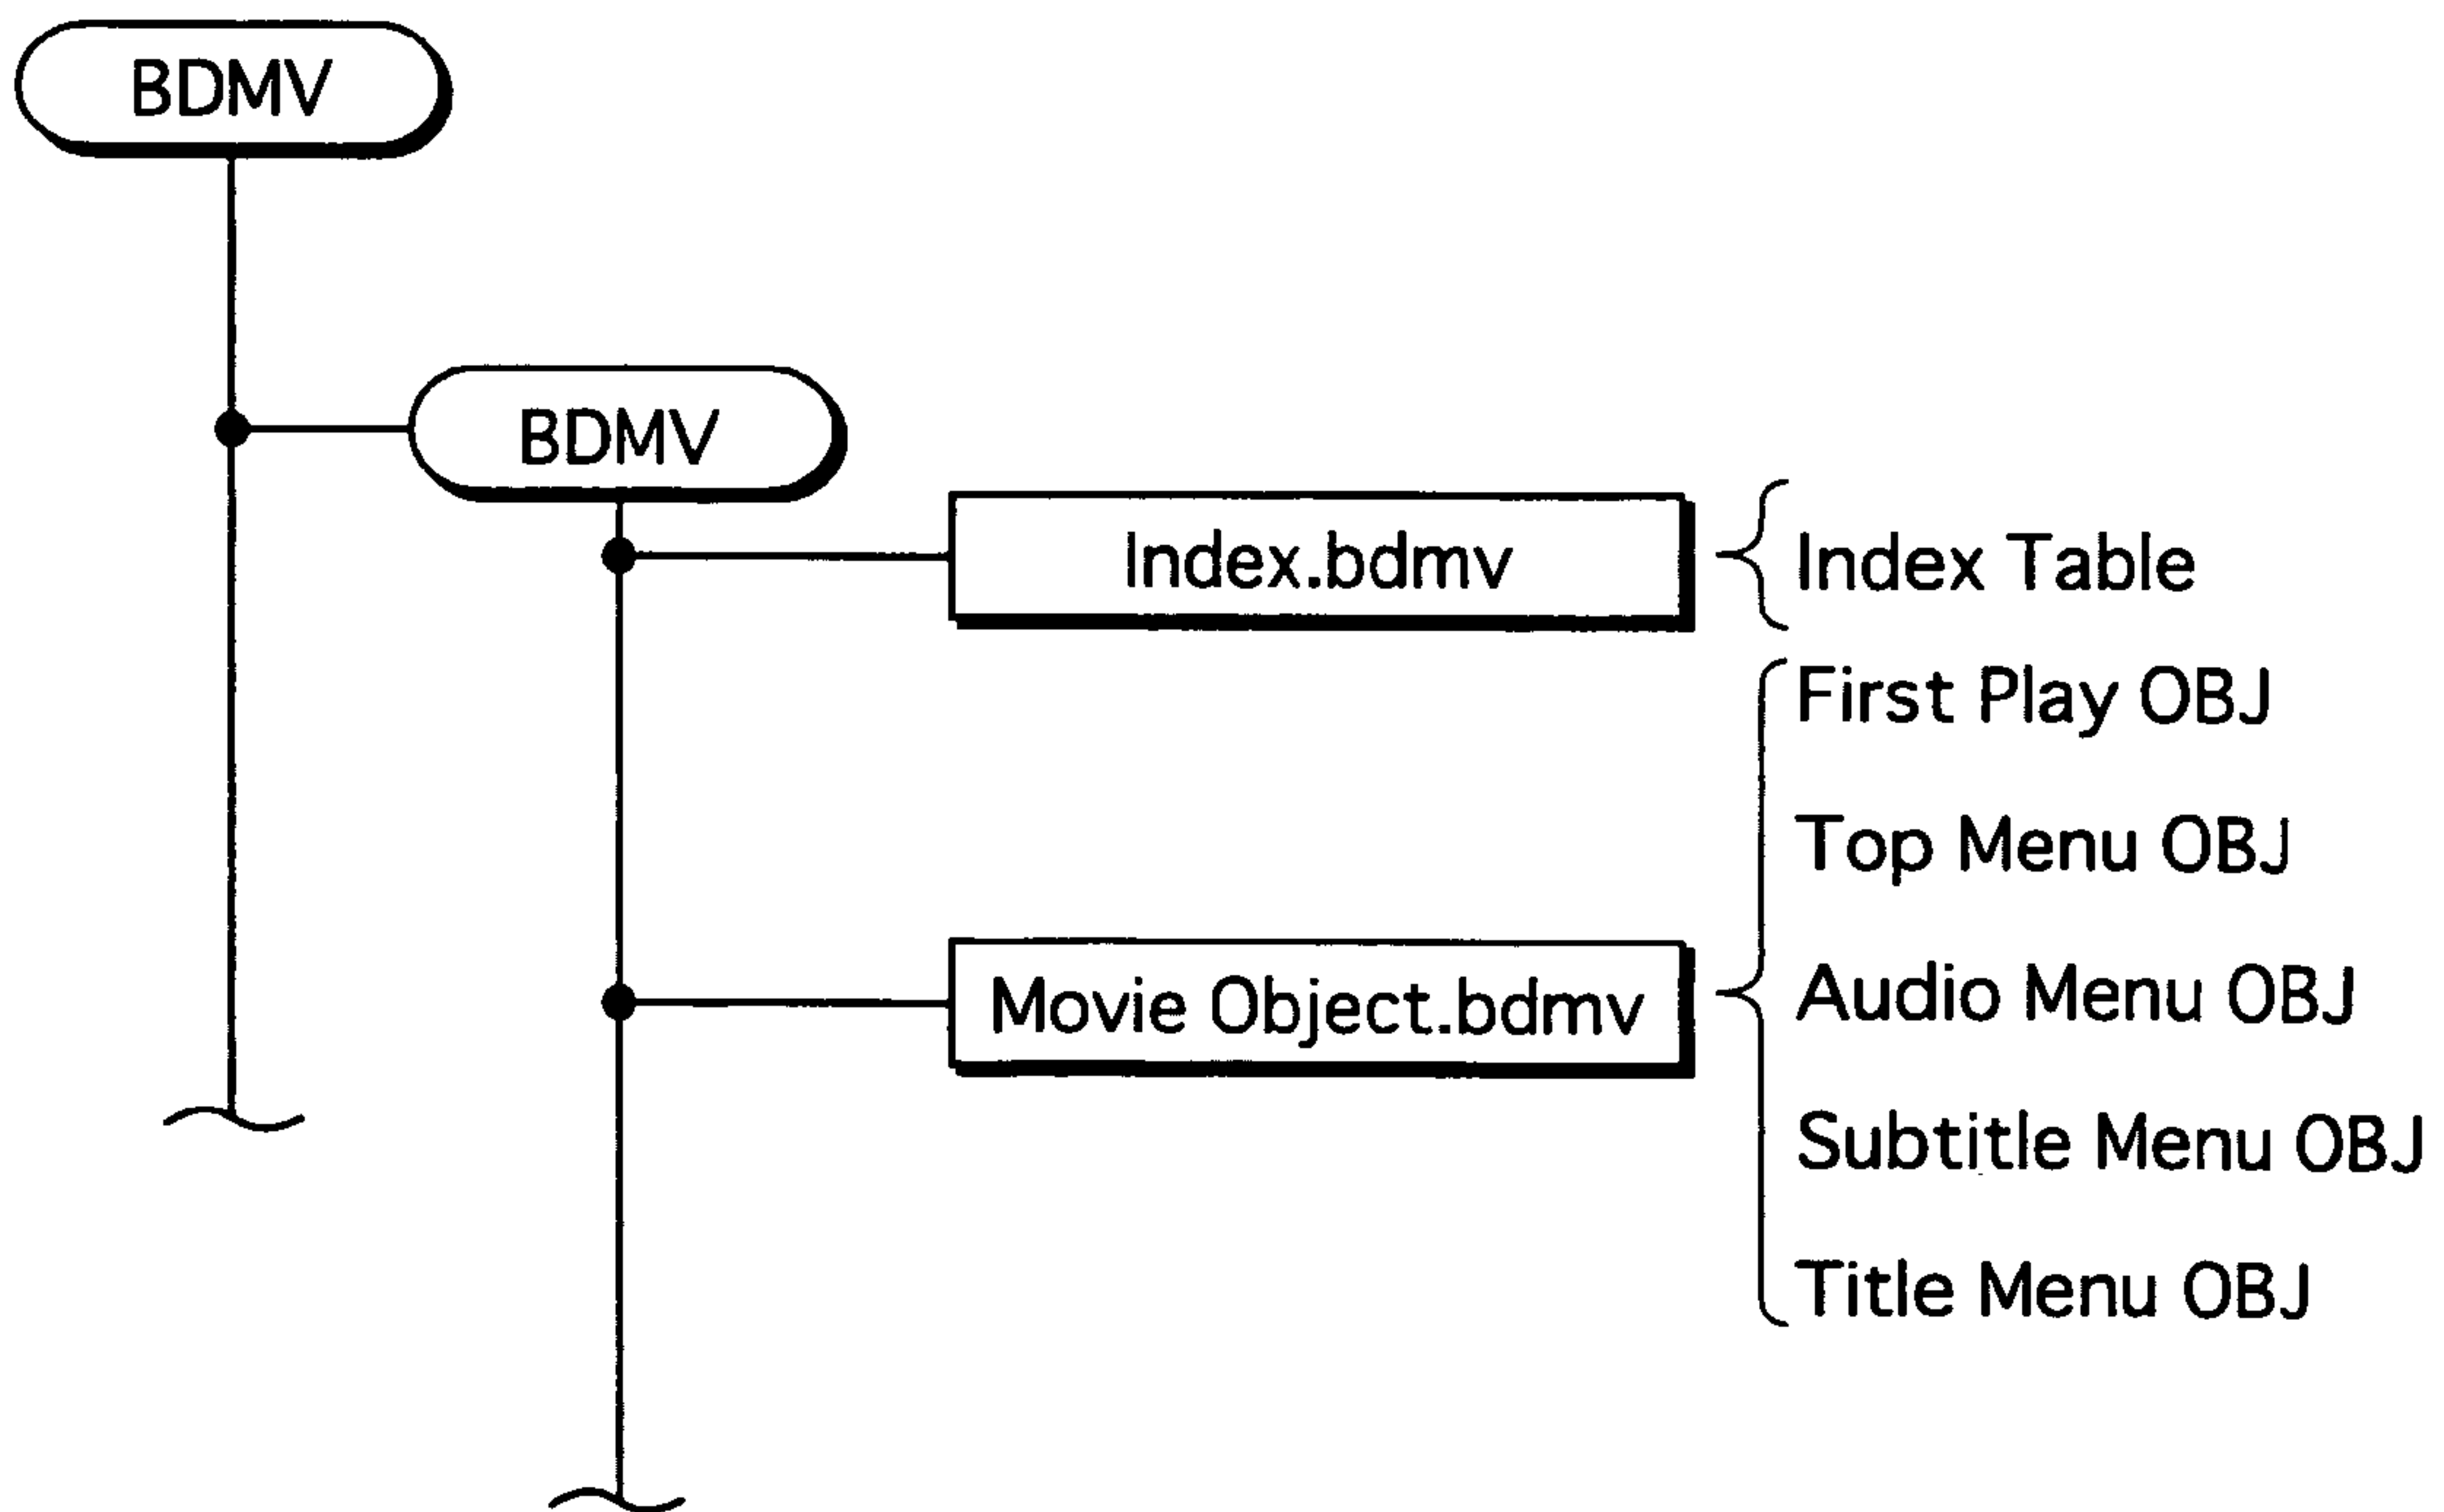 BDMV
BDMV
Index.bdmv
Index Table
First Play OBJ
Top Menu OBJ
Movie Object.bdmv
Audio Menu OBJ
Subtitle Menu OBJ
Title Menu OBJ